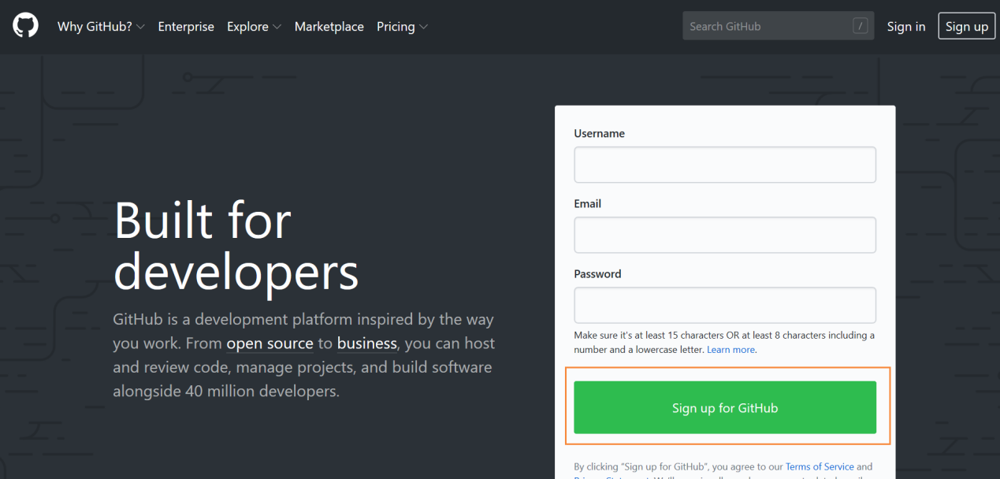 Why GitHub? Enterprise Explore Marketplace Pricing Search GitHub / Sign in Sign up
Built for
developers
GitHub is a development platform inspired by the way
you work. From open source to business, you can host
and review code, manage projects, and build software
alongside 40 million developers.
Username
Email
Password
Make sure it's at least 15 characters OR at least 8 characters including a
number and a lowercase letter. Learn more.
Sign up for GitHub
By clicking "Sign up for GitHub", you agree to our Terms of Service and